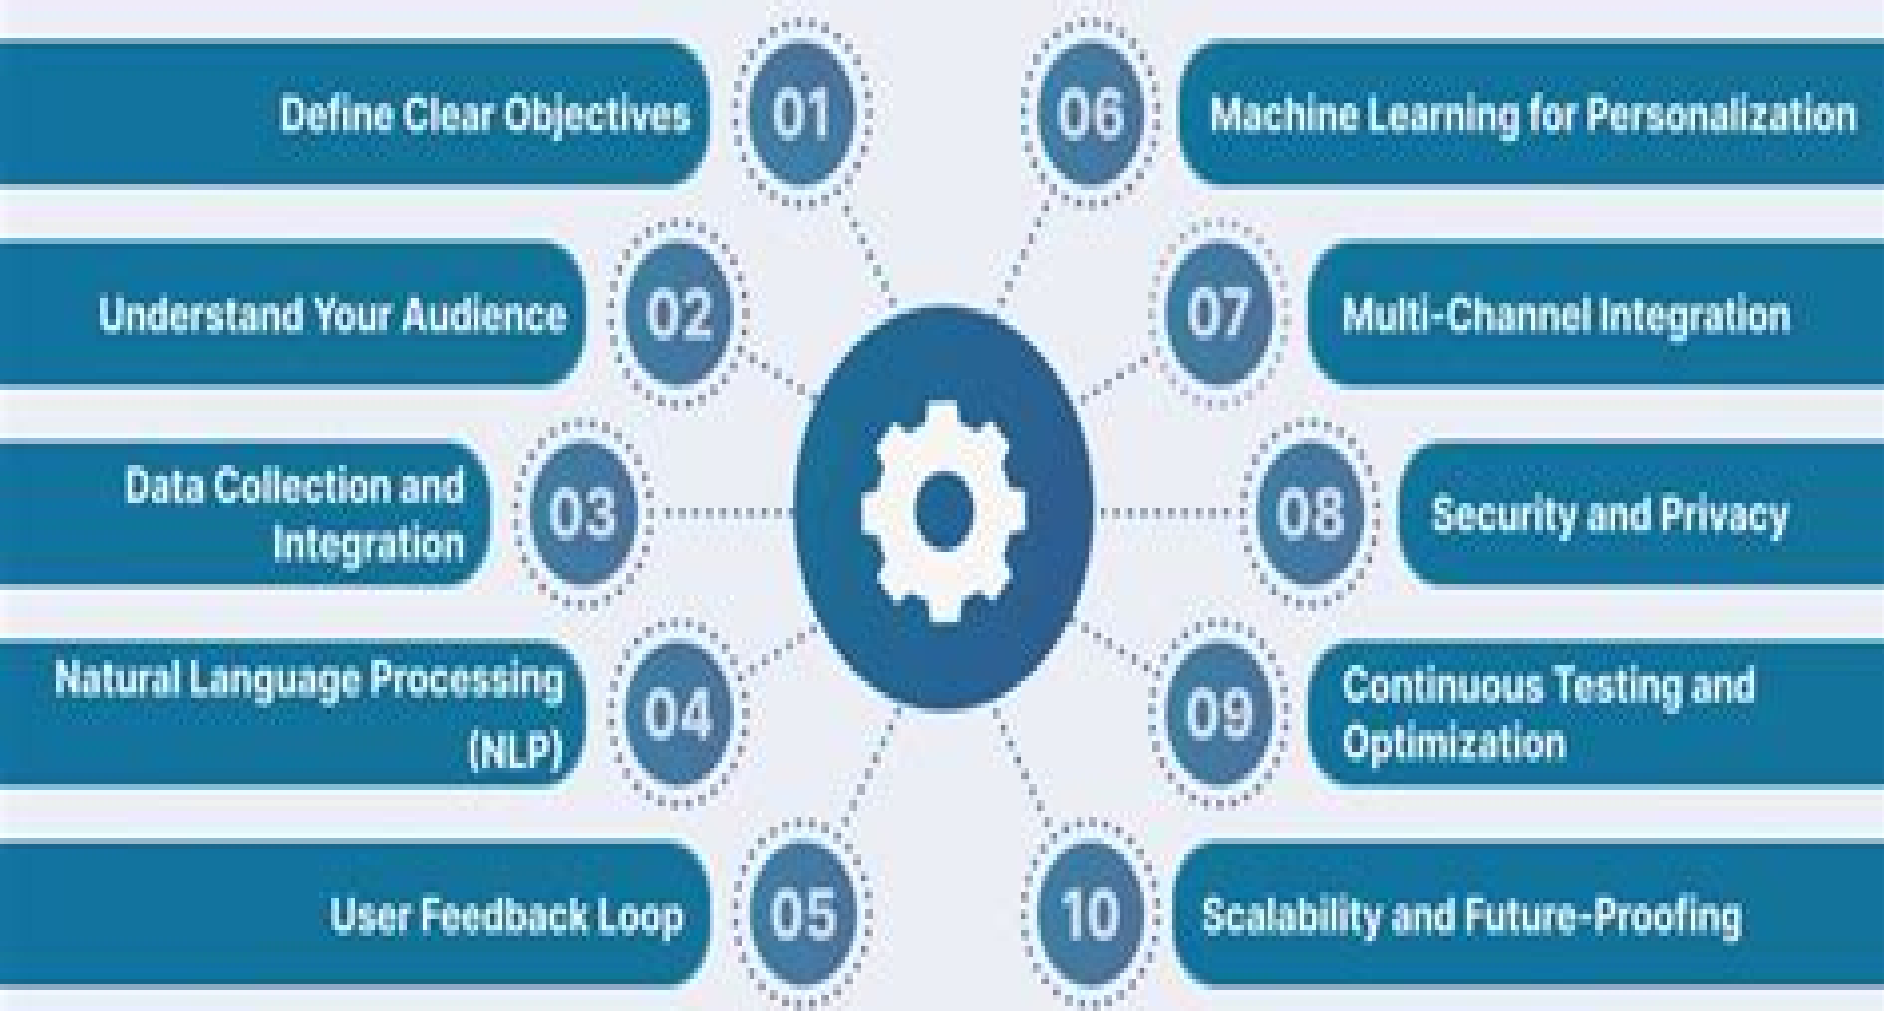 01
Define Clear Objectives
02
Understand Your Audience
03
Data Collection and
Integration
04
Natural Language Processing
(NLP)
05
User Feedback Loop
06
Machine Learning for Personalization
07
Multi-Channel Integration
08
Security and Privacy
09
Continuous Testing and
Optimization
10
Scalability and Future-Proofing